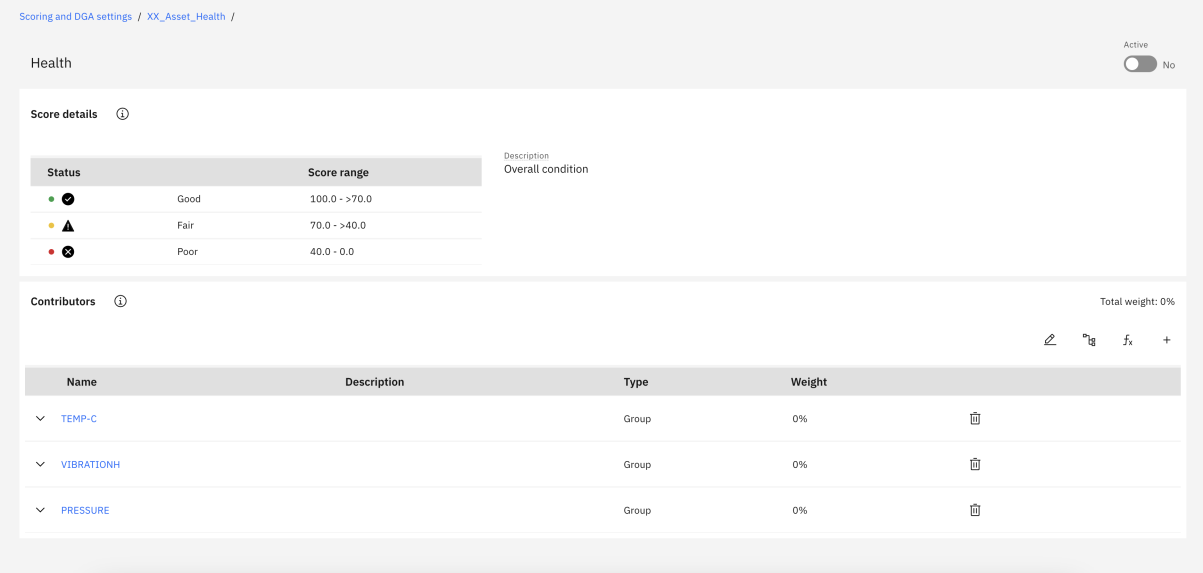 Scoring and DGA settings / XX_Asset_Health /
Active
Health
No
Score details
Description
Overall condition
Status Score range
Good 100.0 - >70.0
Fair 70.0 - >40.0
Poor 40.0 - 0.0
Contributors
Total weight: 0%
fx +
Name Description Type Weight
TEMP-C Group 0%
VIBRATIONH Group 0%
PRESSURE Group 0%